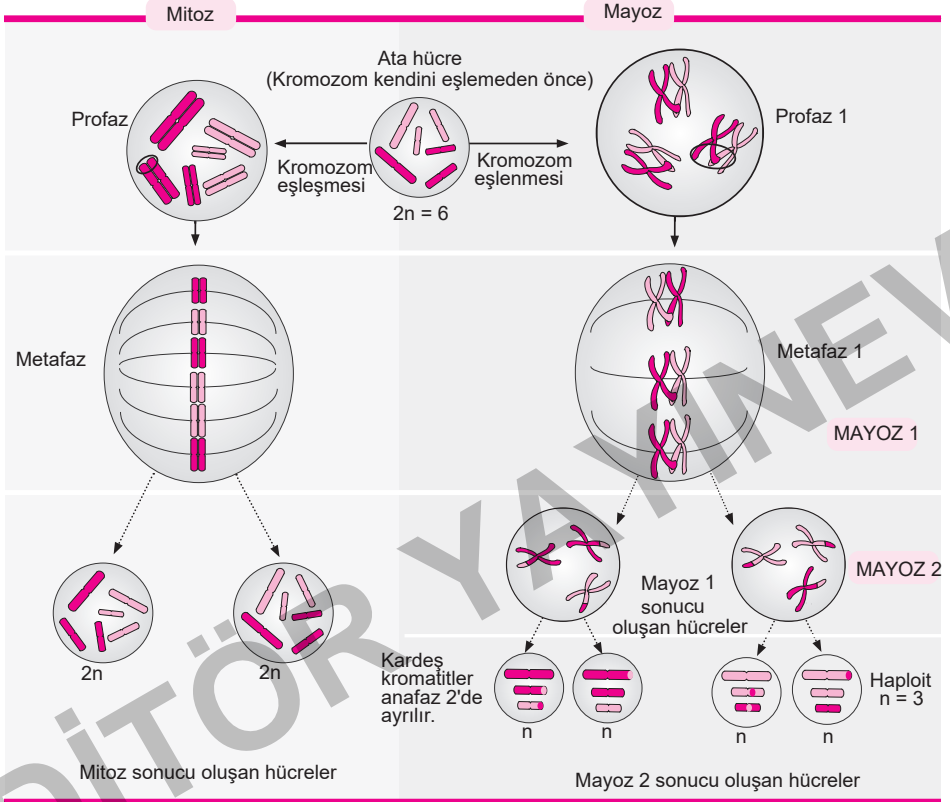 Mitoz
Mayoz
Ata hücre
(Kromozom kendini eşlemeden önce)
Profaz
Profaz 1
Kromozom
eşleşmesi
Kromozom
eşlenmesi
2n = 6
Metafaz
Metafaz 1
MAYOZ 1
MAYOZ 2
Mayoz 1
sonucu
oluşan hücreler
2n
2n
Kardeş
kromatitler
anafaz 2'de
ayrılır.
Haploit
n = 3
n
n
n
n
Mitoz sonucu oluşan hücreler
Mayoz 2 sonucu oluşan hücreler
DİTÖR YAYINEV